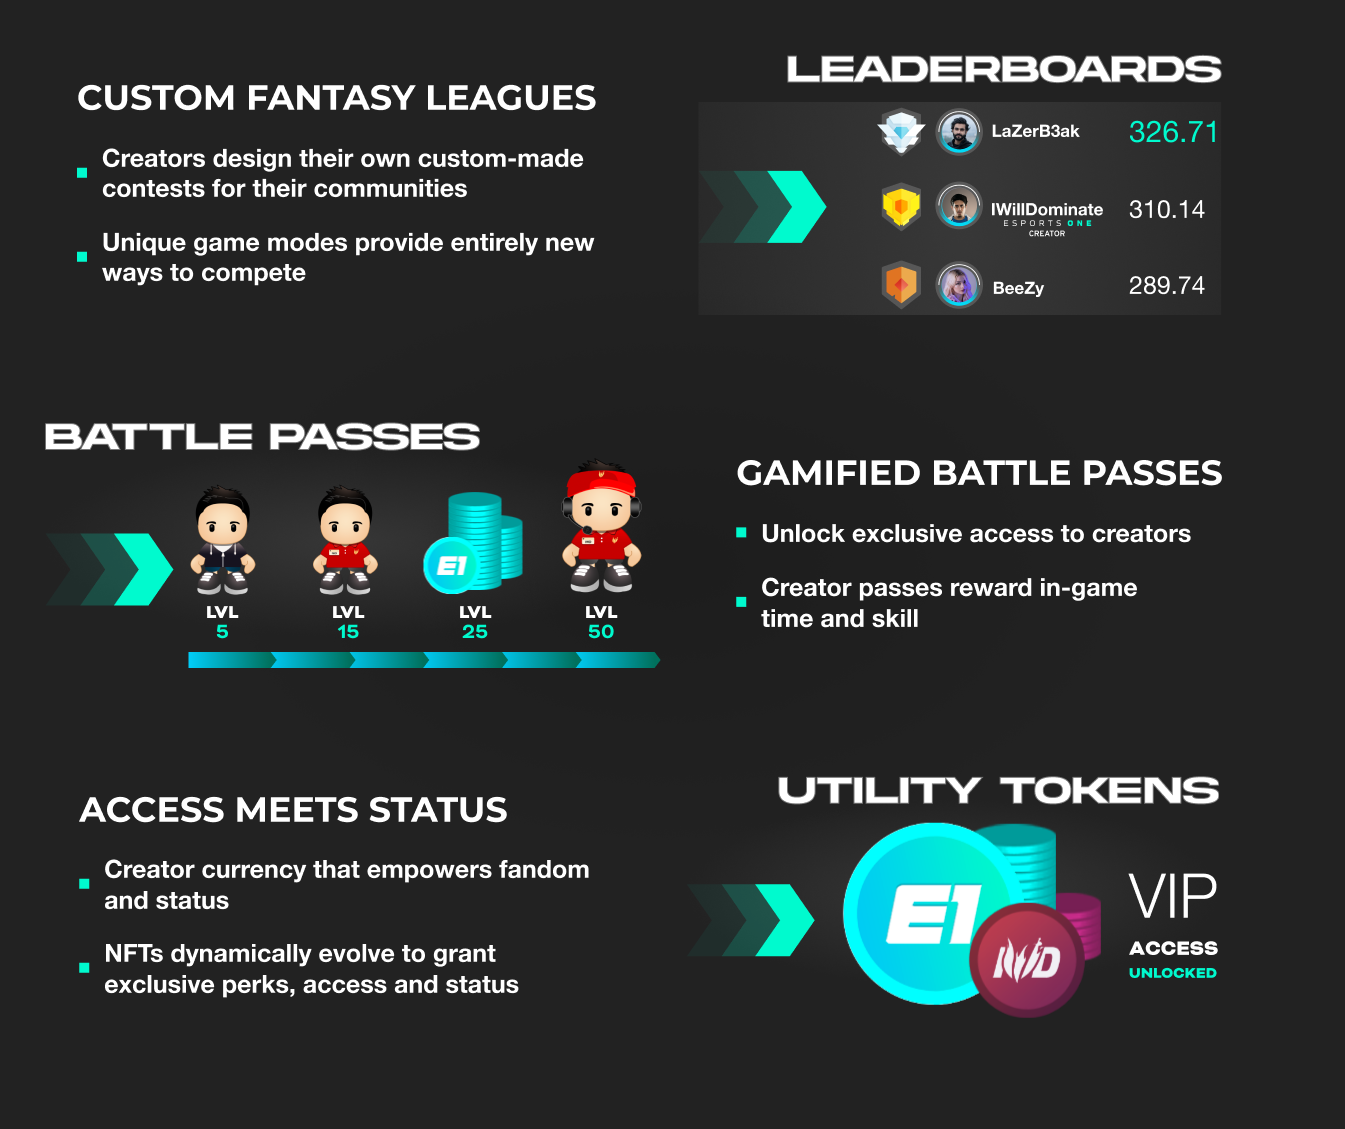 CUSTOM FANTASY LEAGUES
Creators design their own custom-made
contests for their communities
Unique game modes provide entirely new
ways to compete
LEADERBOARDS
LaZerB3ak 326.71
IWillDominate 310.14
ESPORTS ONE
CREATOR
BeeZy 289.74
BATTLE PASSES
E1
LVL LVL LVL LVL
5 15 25 50
GAMIFIED BATTLE PASSES
Unlock exclusive access to creators
Creator passes reward in-game
time and skill
ACCESS MEETS STATUS
Creator currency that empowers fandom
and status
NFTs dynamically evolve to grant
exclusive perks, access and status
UTILITY TOKENS
E1
IWD
VIP
ACCESS
UNLOCKED